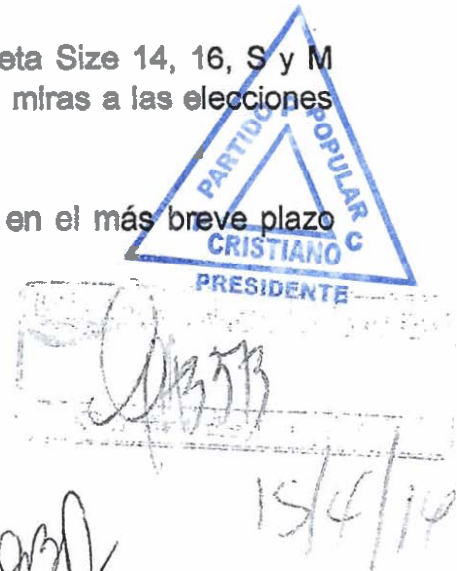 eta Size 14, 16, S y M
miras a las elecciones
PARTIDO P POPULAR
en el más breve plazo
CRISTIANO C
PRESIDENTE
15/4/14